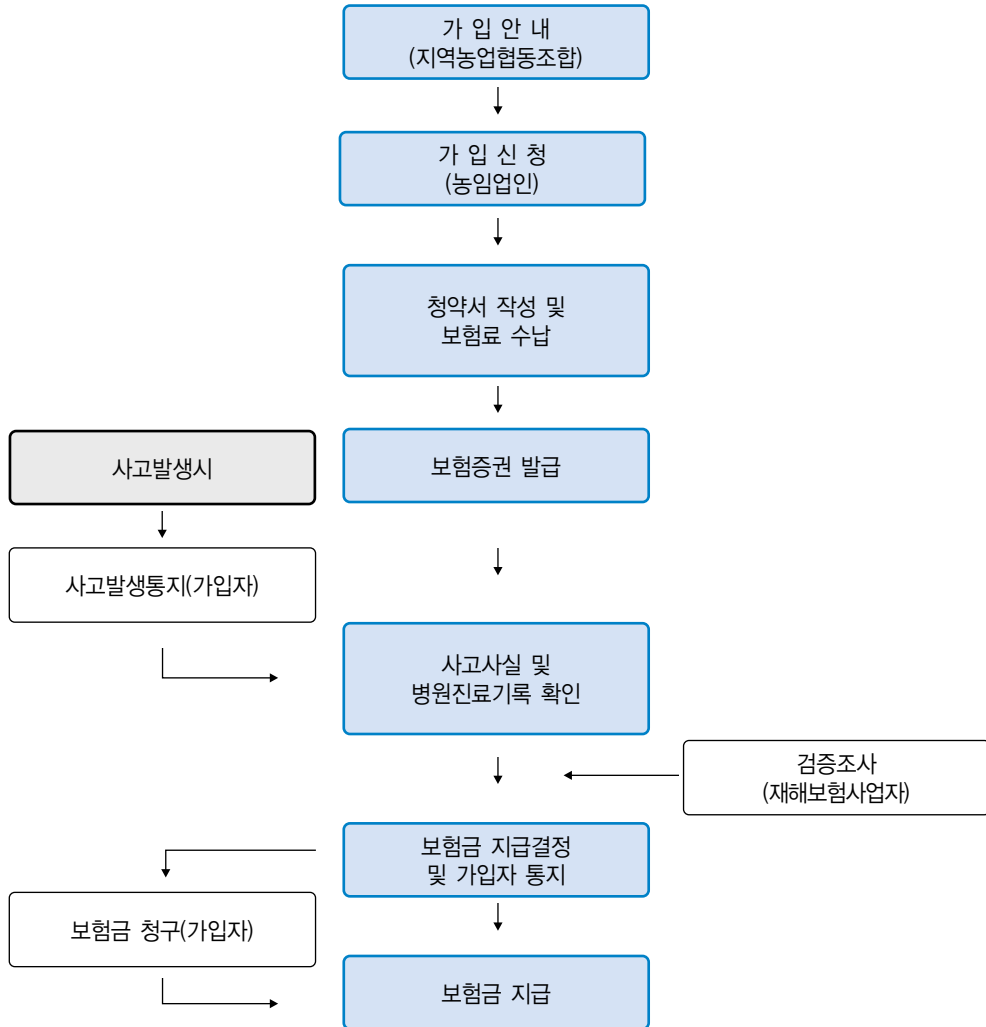 가 입 안 내
(지역농업협동조합)
가 입 신 청
(농임업인)
청약서 작성 및
보험료 수납
사고발생시
보험증권 발급
사고발생통지(가입자)
사고사실 및
병원진료기록 확인
검증조사
(재해보험사업자)
보험금 지급결정
및 가입자 통지
보험금 청구(가입자)
보험금 지급